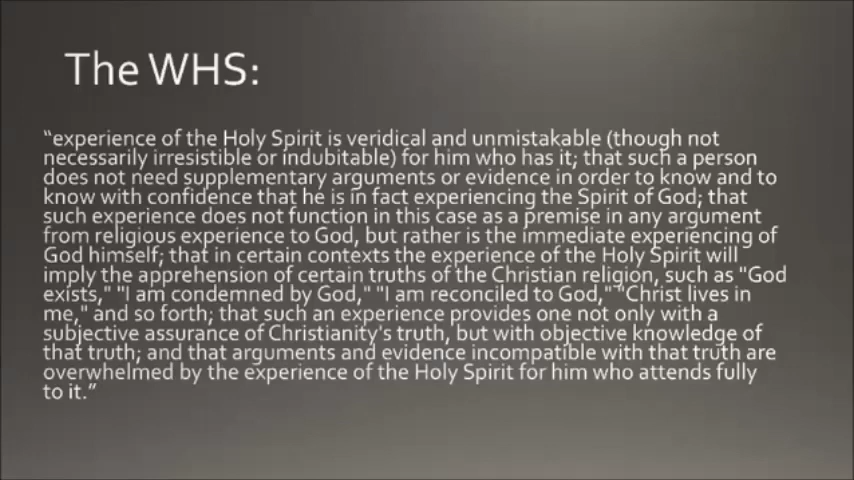 The WHS:
“experience of the Holy Spirit is veridical and unmistakable (though not
necessarily irresistible or indubitable) for him who has it; that such a person
does not need supplementary arguments or evidence in order to know and to
know with confidence that he is in fact experiencing the Spirit of God; that
such experience does not function in this case as a premise in any argument
from religious experience to God, but rather is the immediate experiencing of
God himself; that in certain contexts the experience of the Holy Spirit will
imply the apprehension of certain truths of the Christian religion, such as "God
exists," "I am condemned by God," "I am reconciled to God," "Christ lives in
me," and so forth; that such an experience provides one not only with a
subjective assurance of Christianity's truth, but with objective knowledge of
that truth; and that arguments and evidence incompatible with that truth are
overwhelmed by the experience of the Holy Spirit for him who attends fully
to it.”